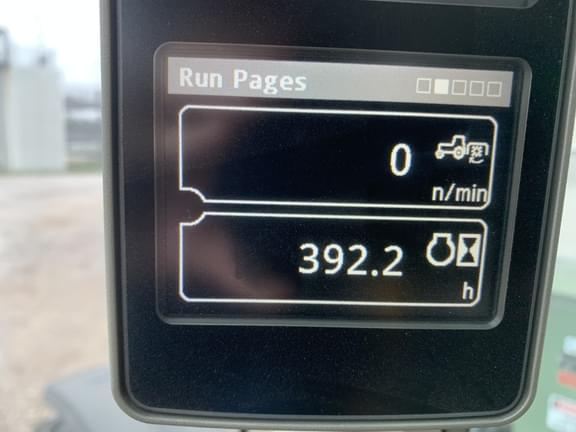 Run Pages
0
n/min
392.2
h